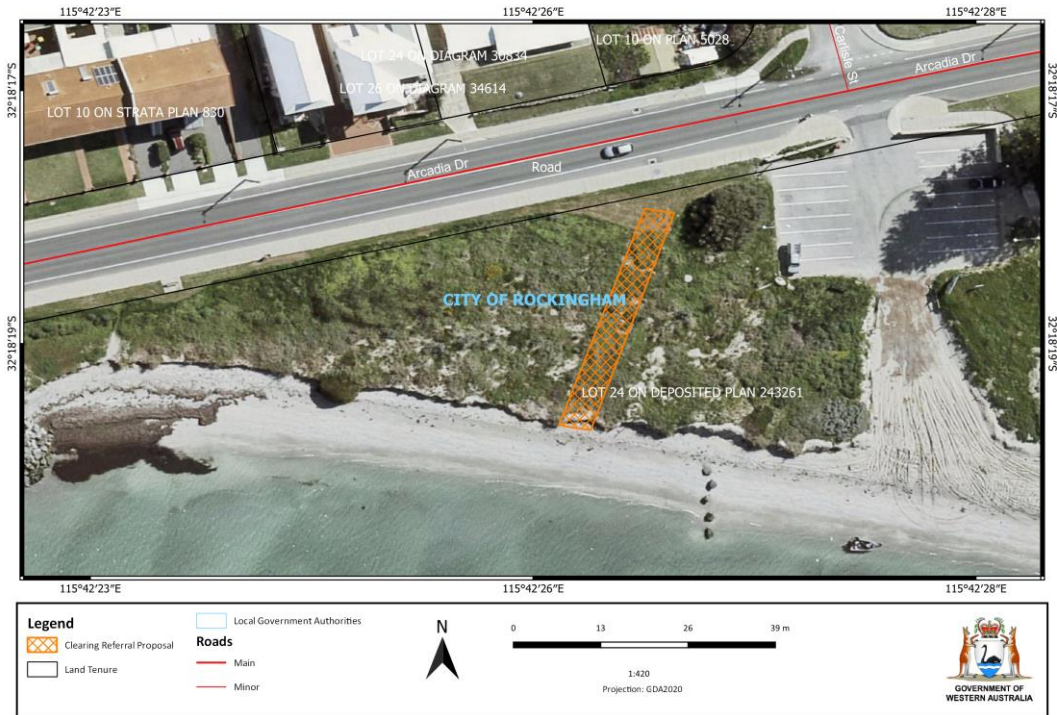 115°42'23"E
115°42'26"E
115°42'28"E
32°18'17"S
32°18'17"S
LOT 24 ON DIAGRAM 30834
LOT 10 ON PLAN 5028
Carlisle St
Arcadia Dr
LOT 26 ON DIAGRAM 34614
LOT 10 ON STRATA PLAN 830
Arcadia Dr
Road
CITY OF ROCKINGHAM
32°18'19"S
32°18'19"S
LOT 24 ON DEPOSITED PLAN 243261
115°42'23"E
115°42'26"E
115°42'28"E
Legend
Clearing Referral Proposal
Land Tenure
Local Government Authorities
Roads
Main
Minor
N
0 13 26 39 m
1:420
Projection: GDA2020
GOVERNMENT OF
WESTERN AUSTRALIA